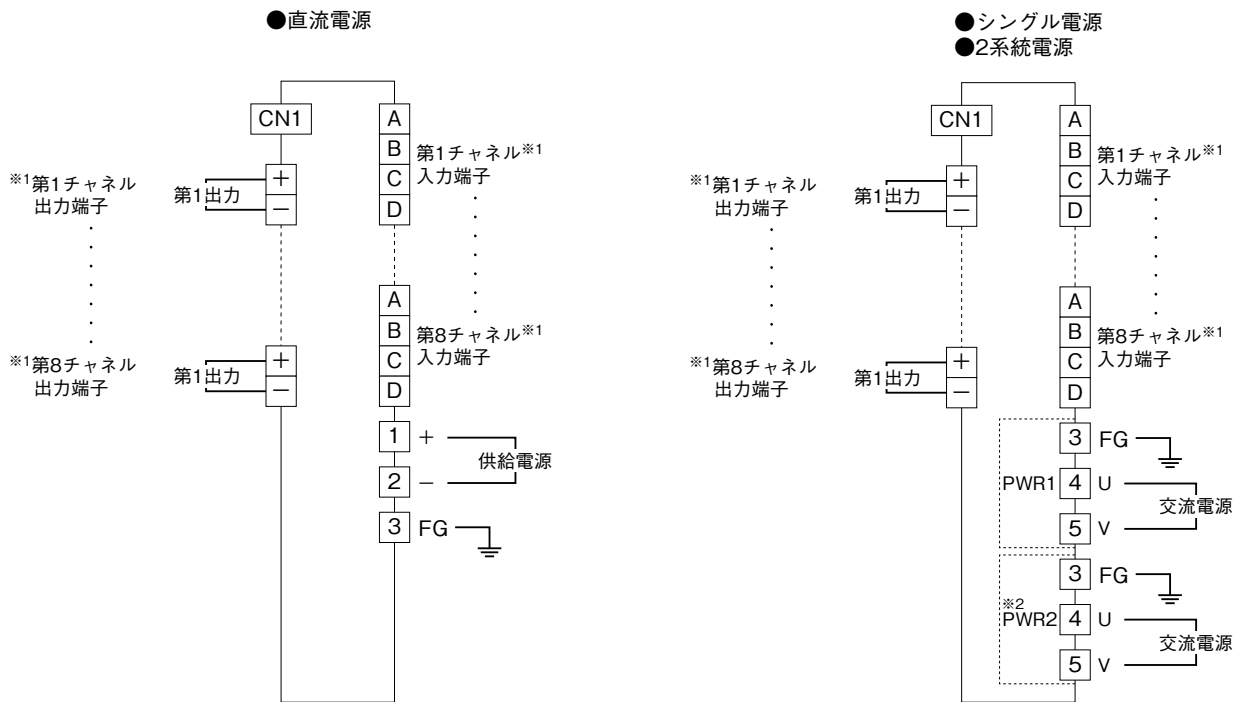 ●直流電源
CN1
A
B
C
D
第1チャネル※1
入力端子
※1第1チャネル
出力端子
第1出力
+
−
A
B
C
D
第8チャネル※1
入力端子
※1第8チャネル
出力端子
第1出力
+
−
1 +
2 −
供給電源
3 FG
●シングル電源
●2系統電源
CN1
A
B
C
D
第1チャネル※1
入力端子
※1第1チャネル
出力端子
第1出力
+
−
A
B
C
D
第8チャネル※1
入力端子
※1第8チャネル
出力端子
第1出力
+
−
PWR1
3 FG
4 U
5 V
交流電源
※2
PWR2
3 FG
4 U
5 V
交流電源